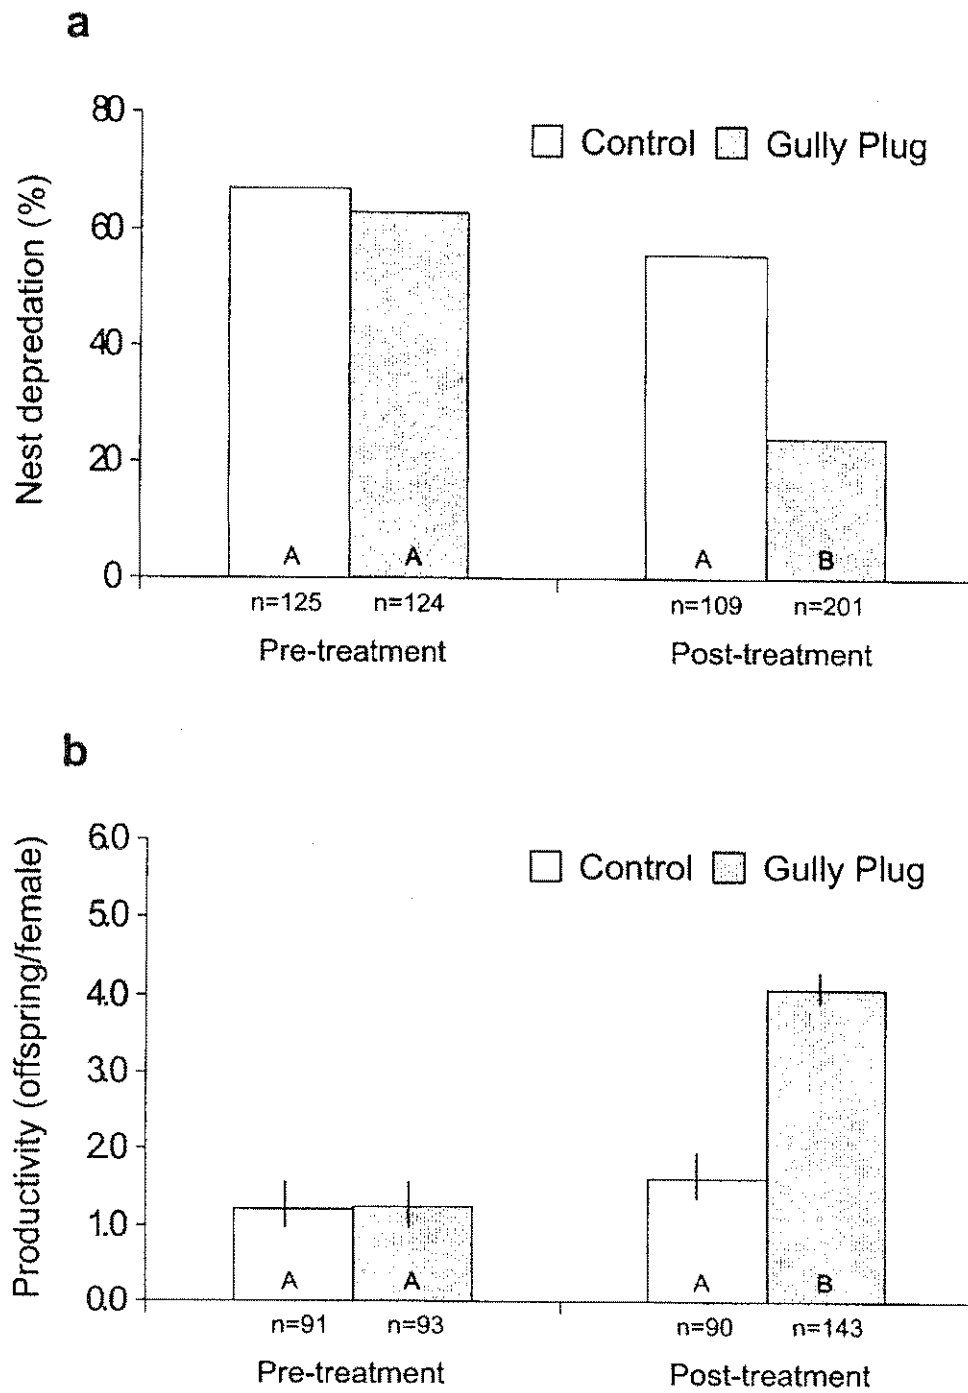 a
80
Control Gully Plug
60
40
20
0
Nest depredation (%)
A A A B
n=125 n=124 n=109 n=201
Pre-treatment Post-treatment
b
6.0
Control Gully Plug
5.0
4.0
3.0
2.0
1.0
0.0
Productivity (offspring/female)
A A A B
n=91 n=93 n=90 n=143
Pre-treatment Post-treatment